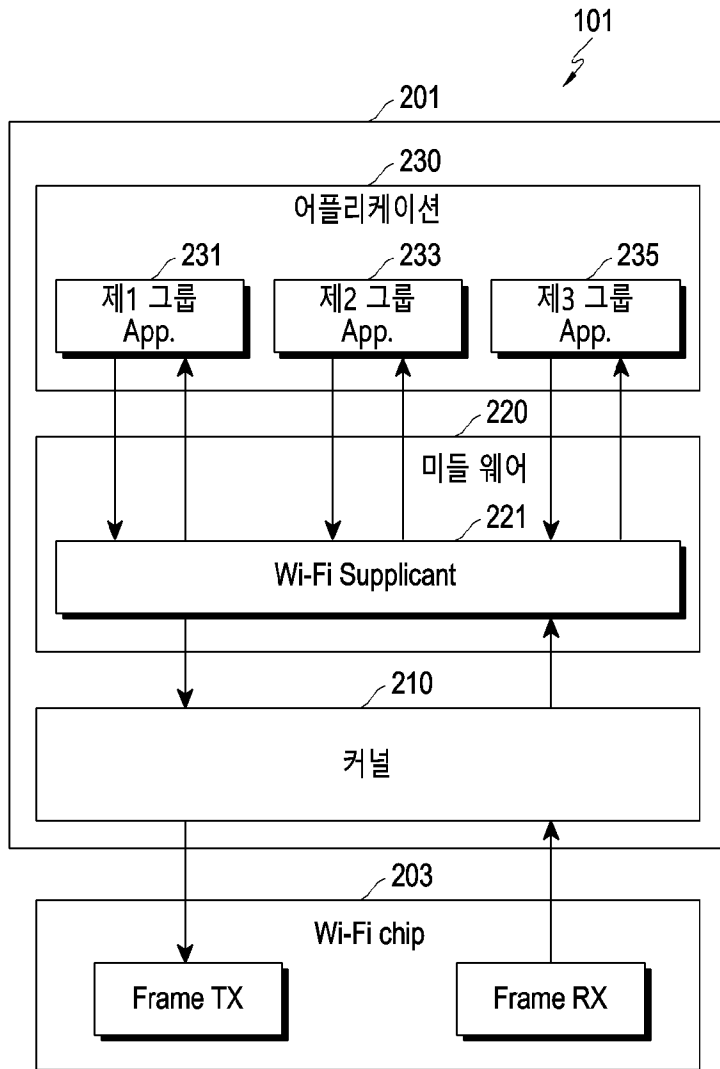 101
201
230
어플리케이션
231
233
235
제1 그룹
App.
제2 그룹
App.
제3 그룹
App.
220
미들 웨어
221
Wi-Fi Supplicant
210
커널
203
Wi-Fi chip
Frame TX
Frame RX